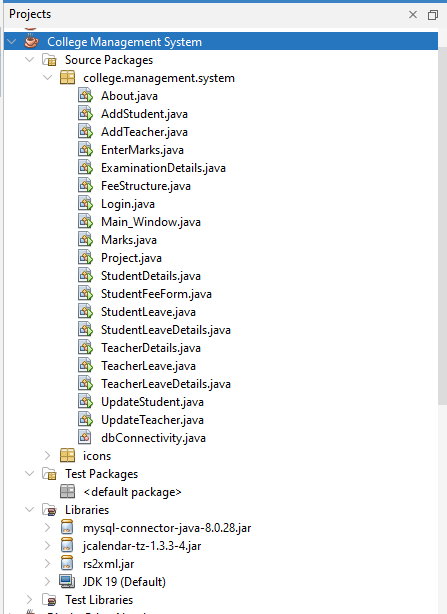 Projects
College Management System
Source Packages
college.management.system
About.java
AddStudent.java
AddTeacher.java
EnterMarks.java
ExaminationDetails.java
FeeStructure.java
Login.java
Main_Window.java
Marks.java
Project.java
StudentDetails.java
StudentFeeForm.java
StudentLeave.java
StudentLeaveDetails.java
TeacherDetails.java
TeacherLeave.java
TeacherLeaveDetails.java
UpdateStudent.java
UpdateTeacher.java
dbConnectivity.java
icons
Test Packages
<default package>
Libraries
mysql-connector-java-8.0.28.jar
jcalendar-tz-1.3.3-4.jar
rs2xml.jar
JDK 19 (Default)
Test Libraries